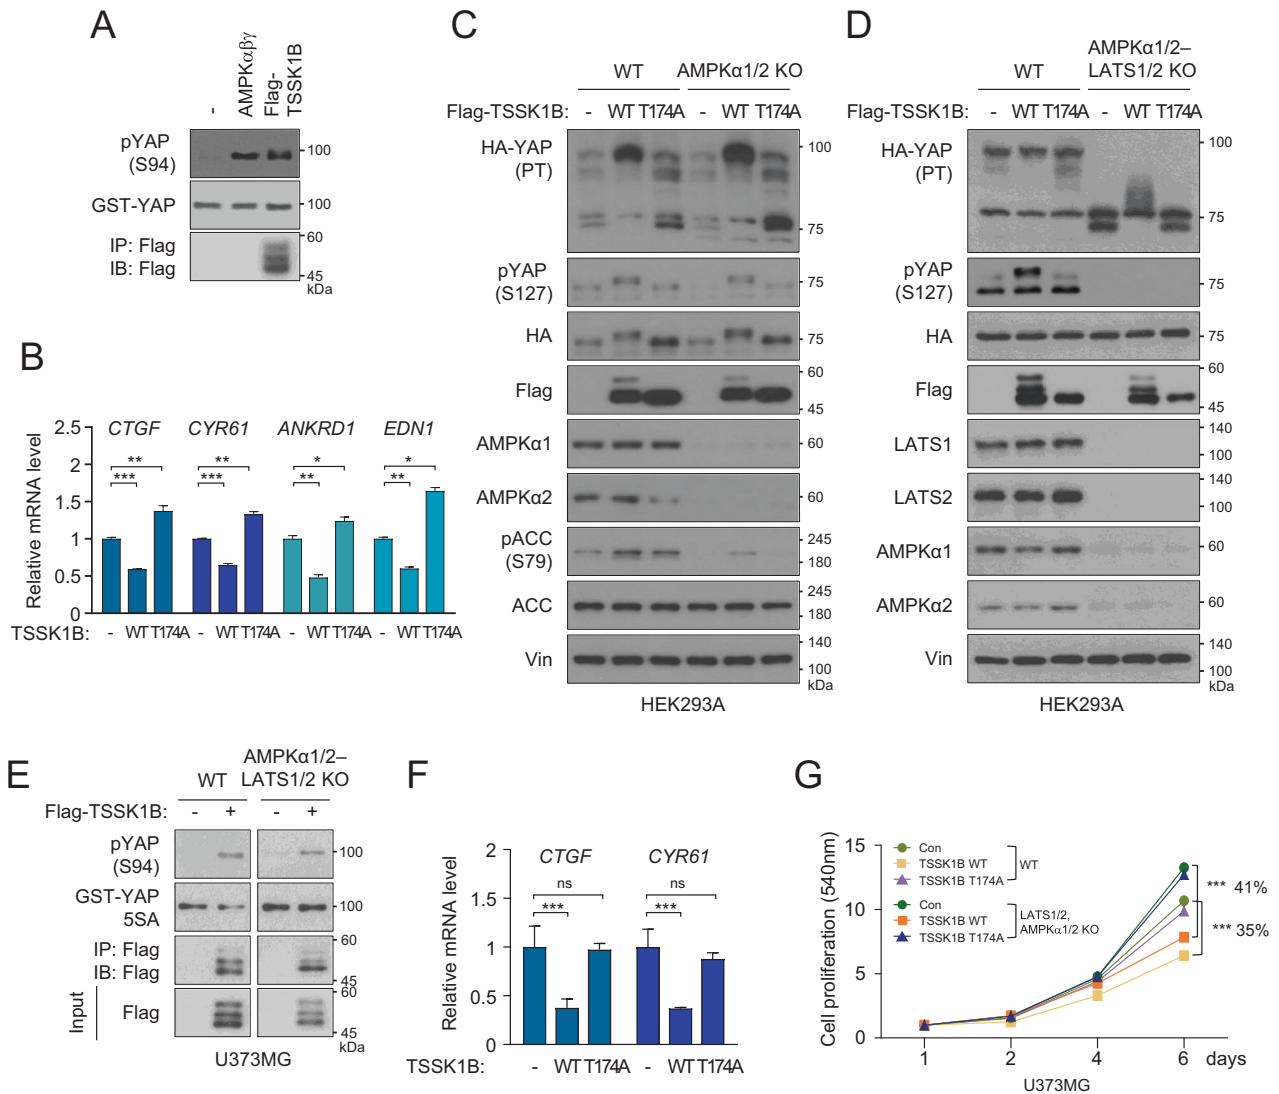 A
-
AMPKαβγ
Flag-
TSSK1B
pYAP
(S94)
100
GST-YAP
100
IP: Flag
IB: Flag
60
45
kDa
B
Relative mRNA level
2.5
2
1.5
1
0.5
0
CTGF CYR61 ANKRD1 EDN1
** ** * *
*** *** ** **
TSSK1B: - WT T174A - WT T174A - WT T174A - WT T174A
C
WT AMPKα1/2 KO
Flag-TSSK1B: - WT T174A - WT T174A
HA-YAP
(PT)
100
75
pYAP
(S127)
75
HA
75
Flag
60
45
AMPKα1
60
AMPKα2
60
pACC
(S79)
245
180
ACC
245
180
Vin
140
100
kDa
HEK293A
D
WT
AMPKα1/2–
LATS1/2 KO
Flag-TSSK1B: - WT T174A - WT T174A
HA-YAP
(PT)
100
75
pYAP
(S127)
75
HA
75
Flag
60
45
LATS1
140
100
LATS2
140
100
AMPKα1
60
AMPKα2
60
Vin
140
100
kDa
HEK293A
E
WT
AMPKα1/2–
LATS1/2 KO
Flag-TSSK1B: - + - +
pYAP
(S94)
100
GST-YAP
5SA
100
IP: Flag
IB: Flag
60
45
Input
Flag
60
45
kDa
U373MG
F
Relative mRNA level
2
1.5
1
0.5
0
CTGF CYR61
ns ns
*** ***
TSSK1B: - WT T174A - WT T174A
G
Cell proliferation (540nm)
15
10
5
0
Con
TSSK1B WT
TSSK1B T174A
WT
Con
TSSK1B WT
TSSK1B T174A
LATS1/2,
AMPKα1/2 KO
*** 41%
*** 35%
1 2 4 6 days
U373MG